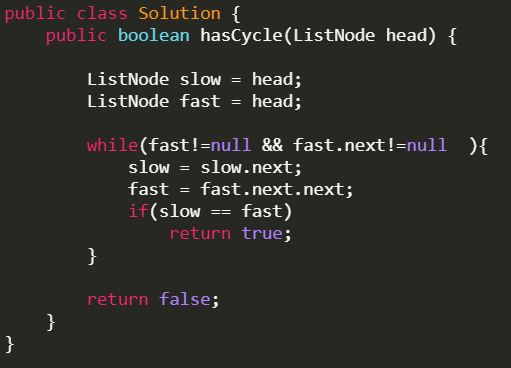 public class Solution {
    public boolean hasCycle(ListNode head) {
        ListNode slow = head;
        ListNode fast = head;
        while(fast!=null && fast.next!=null  ){
            slow = slow.next;
            fast = fast.next.next;
            if(slow == fast)
                return true;
        }
        return false;
    }
}